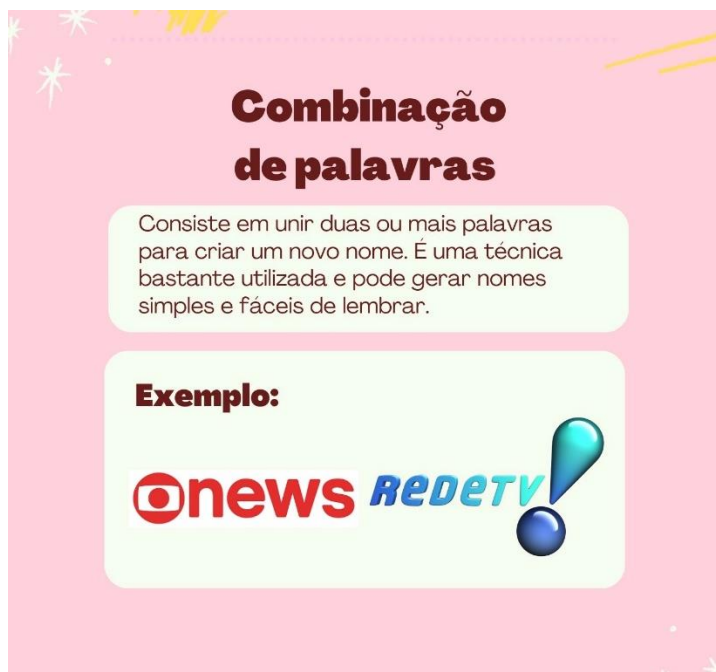 Combinação
de palavras
Consiste em unir duas ou mais palavras
para criar um novo nome. É uma técnica
bastante utilizada e pode gerar nomes
simples e fáceis de lembrar.
Exemplo:
news REDETV!